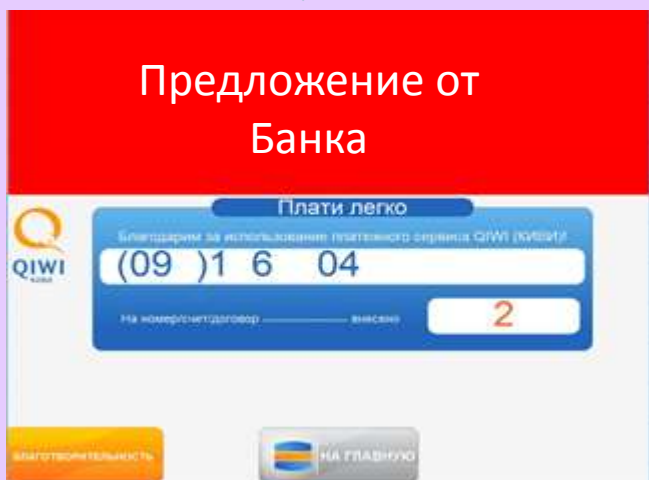 Предложение от
Банка
Плати легко
Благодарим за использование платежного сервиса QIWI (КИВИ)!
QIWI
(09 )1 6 04
На номер/счет/договор внесено
2
БЛАГОТВОРИТЕЛЬНОСТЬ
НА ГЛАВНУЮ